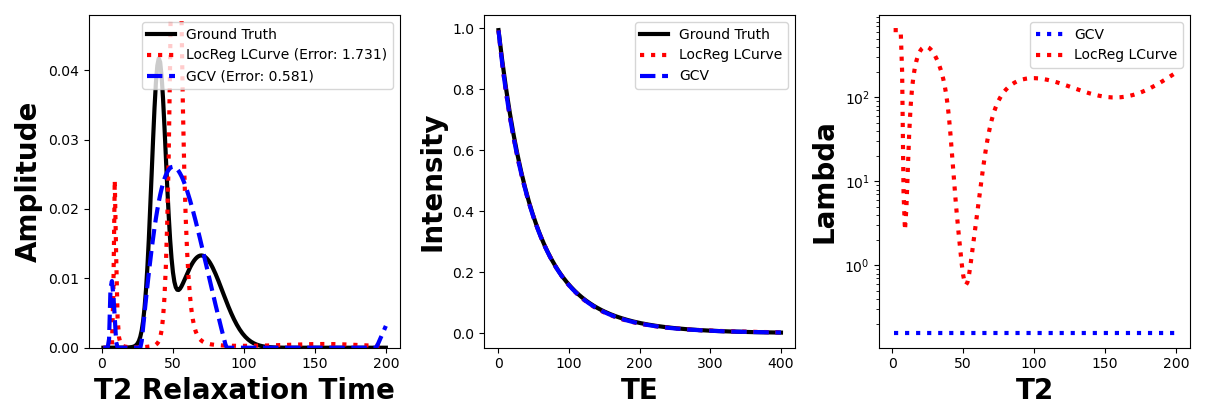 Ground Truth
LocReg LCurve (Error: 1.731)
GCV (Error: 0.581)
0.04
0.03
0.02
0.01
0.00
0
50
100
150
200
Amplitude
T2 Relaxation Time
Ground Truth
LocReg LCurve
GCV
1.0
0.8
0.6
0.4
0.2
0.0
0
100
200
300
400
Intensity
TE
GCV
LocReg LCurve
10²
10¹
10⁰
0
50
100
150
200
Lambda
T2